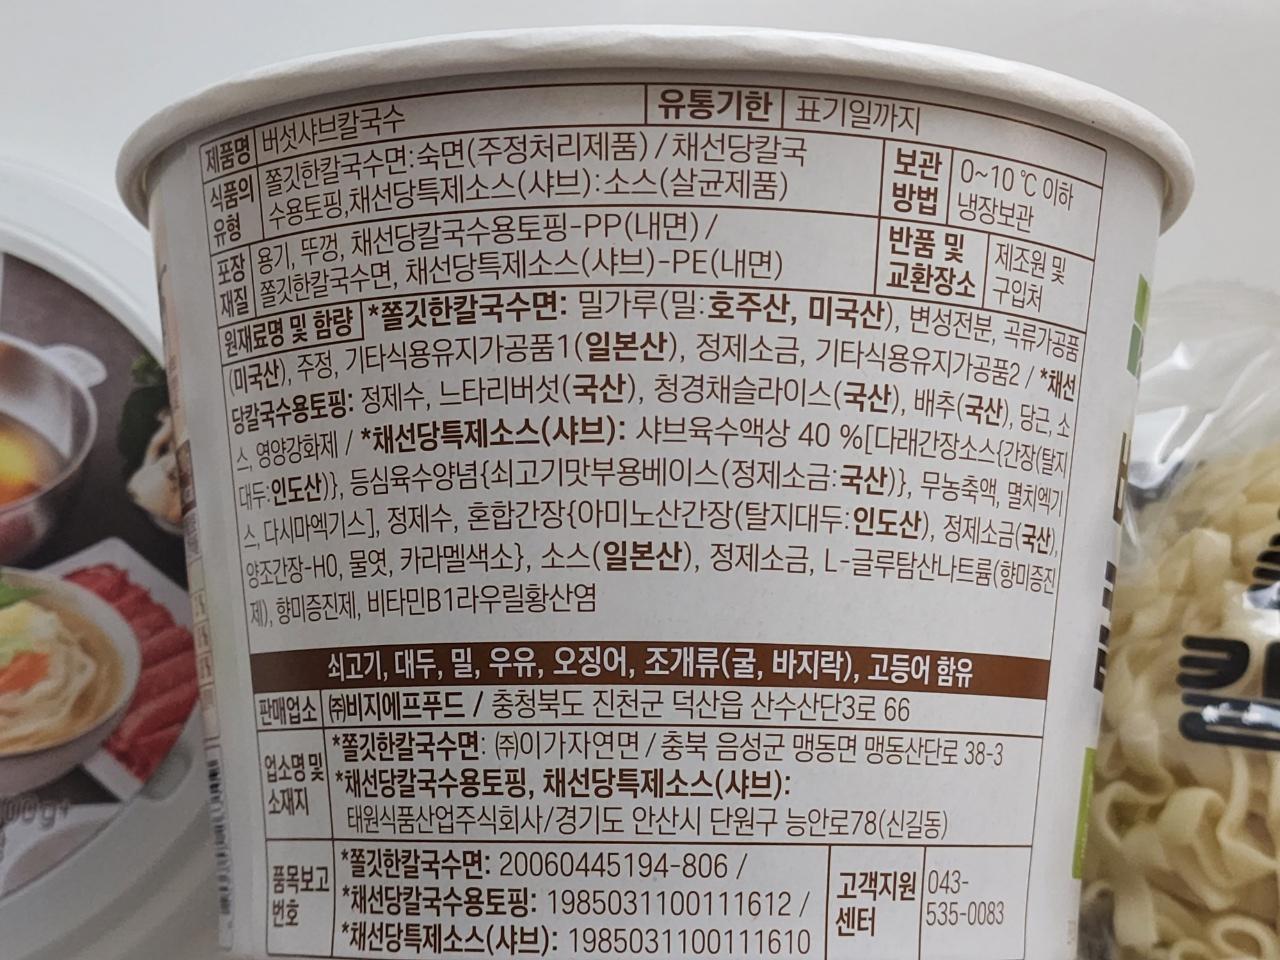 제품명 버섯샤브칼국수 유통기한 표기일까지
식품의 유형 쫄깃한칼국수면:숙면(주정처리제품) / 채선당칼국
수용토핑,채선당특제소스(샤브):소스(살균제품)
보관 방법 0~10 ℃ 이하
냉장보관
포장 재질 용기, 뚜껑, 채선당칼국수용토핑-PP(내면) /
쫄깃한칼국수면, 채선당특제소스(샤브)-PE(내면)
반품 및 교환장소 제조원 및
구입처
원재료명 및 함량 *쫄깃한칼국수면: 밀가루(밀:호주산, 미국산), 변성전분, 곡류가공품
(미국산), 주정, 기타식용유지가공품1(일본산), 정제소금, 기타식용유지가공품2 / *채선
당칼국수용토핑: 정제수, 느타리버섯(국산), 청경채슬라이스(국산), 배추(국산), 당근, 소
스, 영양강화제 / *채선당특제소스(샤브): 샤브육수액상 40 %[다래간장소스{간장(탈지
대두:인도산)}, 등심육수양념{쇠고기맛부용베이스(정제소금:국산)}, 무농축액, 멸치엑기
스, 다시마엑기스], 정제수, 혼합간장{아미노산간장(탈지대두:인도산), 정제소금(국산),
양조간장-H0, 물엿, 카라멜색소}, 소스(일본산), 정제소금, L-글루탐산나트륨(향미증진
제), 향미증진제, 비타민B1라우릴황산염
쇠고기, 대두, 밀, 우유, 오징어, 조개류(굴, 바지락), 고등어 함유
판매업소 ㈜비지에프푸드 / 충청북도 진천군 덕산읍 산수산단3로 66
업소명 및 소재지 *쫄깃한칼국수면: ㈜이가자연면 / 충북 음성군 맹동면 맹동산단로 38-3
*채선당칼국수용토핑, 채선당특제소스(샤브):
태원식품산업주식회사/경기도 안산시 단원구 능안로78(신길동)
품목보고 번호 *쫄깃한칼국수면: 20060445194-806 /
*채선당칼국수용토핑: 1985031100111612 /
*채선당특제소스(샤브): 1985031100111610
고객지원 센터 043-
535-0083